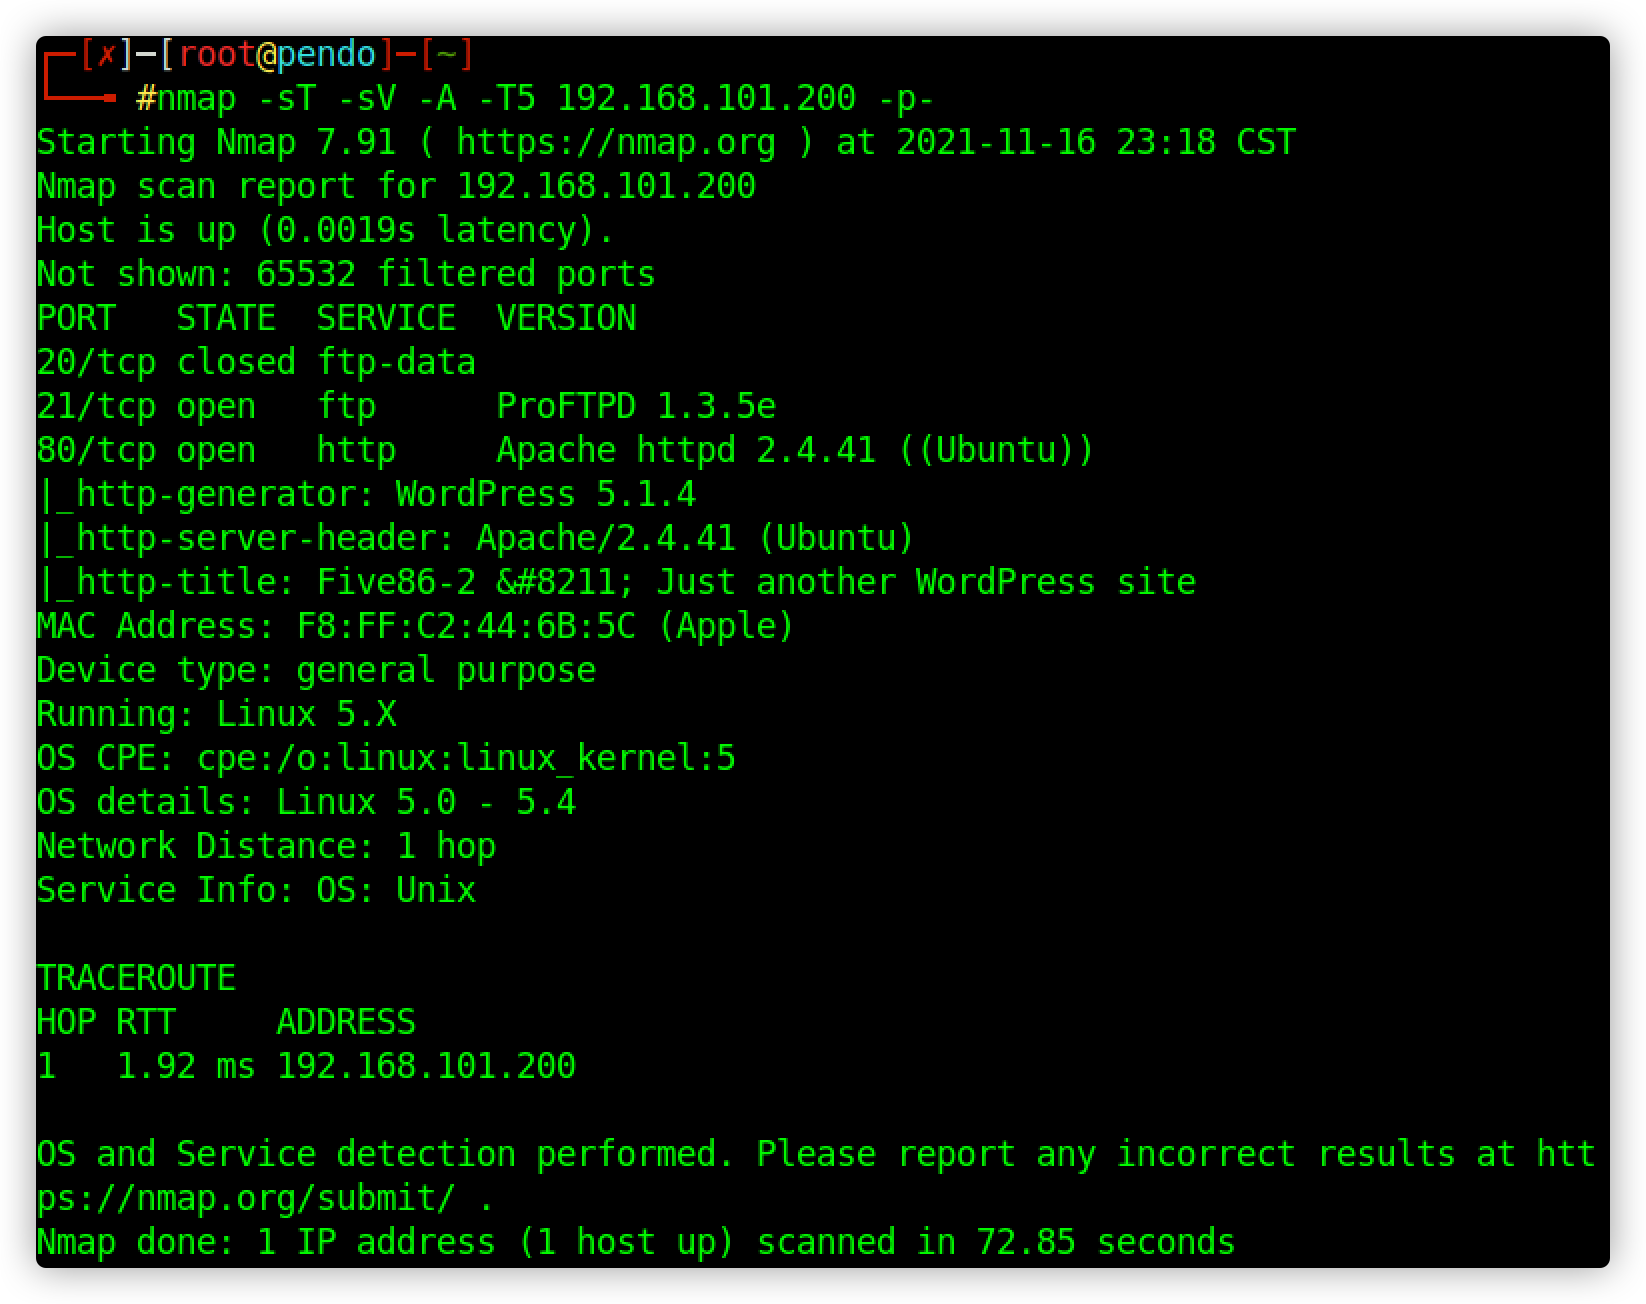 ┌─[✗]─[root@pendo]─[~]
└──╼ #nmap -sT -sV -A -T5 192.168.101.200 -p-
Starting Nmap 7.91 ( https://nmap.org ) at 2021-11-16 23:18 CST
Nmap scan report for 192.168.101.200
Host is up (0.0019s latency).
Not shown: 65532 filtered ports
PORT   STATE  SERVICE  VERSION
20/tcp closed ftp-data
21/tcp open   ftp      ProFTPD 1.3.5e
80/tcp open   http     Apache httpd 2.4.41 ((Ubuntu))
|_http-generator: WordPress 5.1.4
|_http-server-header: Apache/2.4.41 (Ubuntu)
|_http-title: Five86-2 &#8211; Just another WordPress site
MAC Address: F8:FF:C2:44:6B:5C (Apple)
Device type: general purpose
Running: Linux 5.X
OS CPE: cpe:/o:linux:linux_kernel:5
OS details: Linux 5.0 - 5.4
Network Distance: 1 hop
Service Info: OS: Unix
TRACEROUTE
HOP RTT     ADDRESS
1   1.92 ms 192.168.101.200
OS and Service detection performed. Please report any incorrect results at htt
ps://nmap.org/submit/ .
Nmap done: 1 IP address (1 host up) scanned in 72.85 seconds